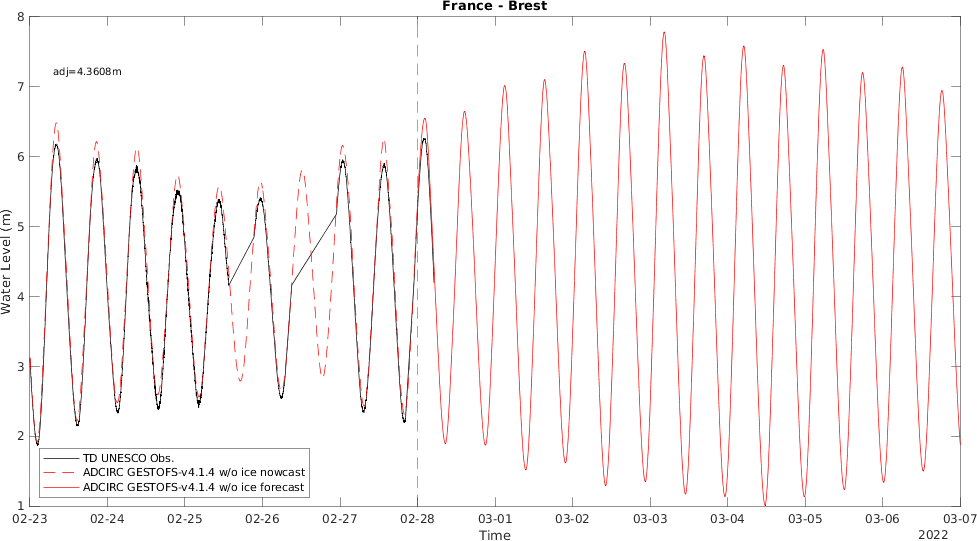 France - Brest
8
7
6
5
4
3
2
1
Water Level (m)
adj=4.3608m
TD UNESCO Obs.
ADCIRC GESTOFS-v4.1.4 w/o ice nowcast
ADCIRC GESTOFS-v4.1.4 w/o ice forecast
02-23 02-24 02-25 02-26 02-27 02-28 03-01 03-02 03-03 03-04 03-05 03-06 03-07
Time
2022